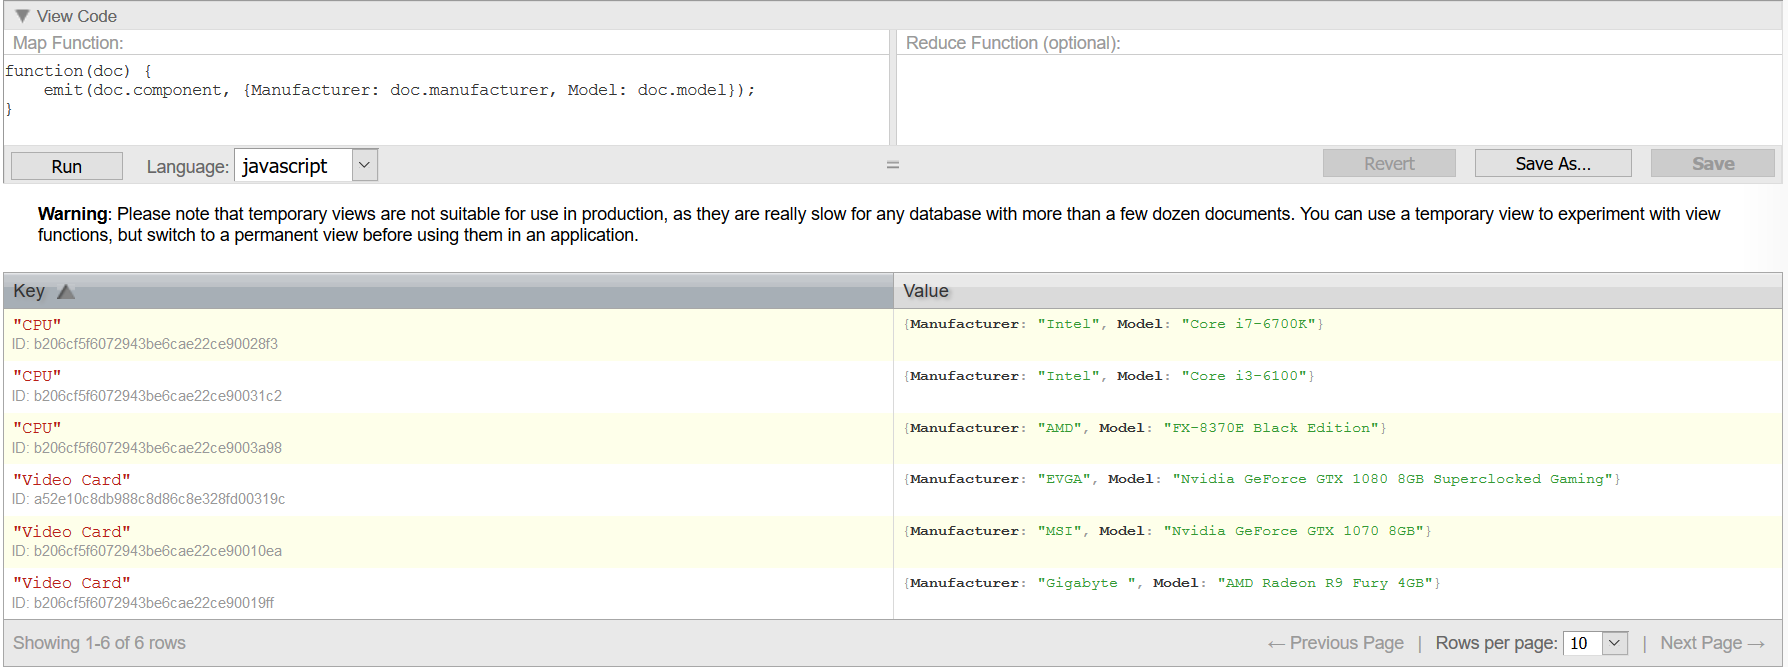 ▼ View Code
Map Function:
Reduce Function (optional):
function(doc) {
    emit(doc.component, {Manufacturer: doc.manufacturer, Model: doc.model});
}
Run
Language: javascript
=
Revert
Save As...
Save
Warning: Please note that temporary views are not suitable for use in production, as they are really slow for any database with more than a few dozen documents. You can use a temporary view to experiment with view
functions, but switch to a permanent view before using them in an application.
Key ▲
Value
"CPU"
ID: b206cf5f6072943be6cae22ce90028f3
{Manufacturer: "Intel", Model: "Core i7-6700K"}
"CPU"
ID: b206cf5f6072943be6cae22ce90031c2
{Manufacturer: "Intel", Model: "Core i3-6100"}
"CPU"
ID: b206cf5f6072943be6cae22ce9003a98
{Manufacturer: "AMD", Model: "FX-8370E Black Edition"}
"Video Card"
ID: a52e10c8db988c8d86c8e328fd00319c
{Manufacturer: "EVGA", Model: "Nvidia GeForce GTX 1080 8GB Superclocked Gaming"}
"Video Card"
ID: b206cf5f6072943be6cae22ce90010ea
{Manufacturer: "MSI", Model: "Nvidia GeForce GTX 1070 8GB"}
"Video Card"
ID: b206cf5f6072943be6cae22ce90019ff
{Manufacturer: "Gigabyte ", Model: "AMD Radeon R9 Fury 4GB"}
Showing 1-6 of 6 rows
← Previous Page | Rows per page: 10 | Next Page →